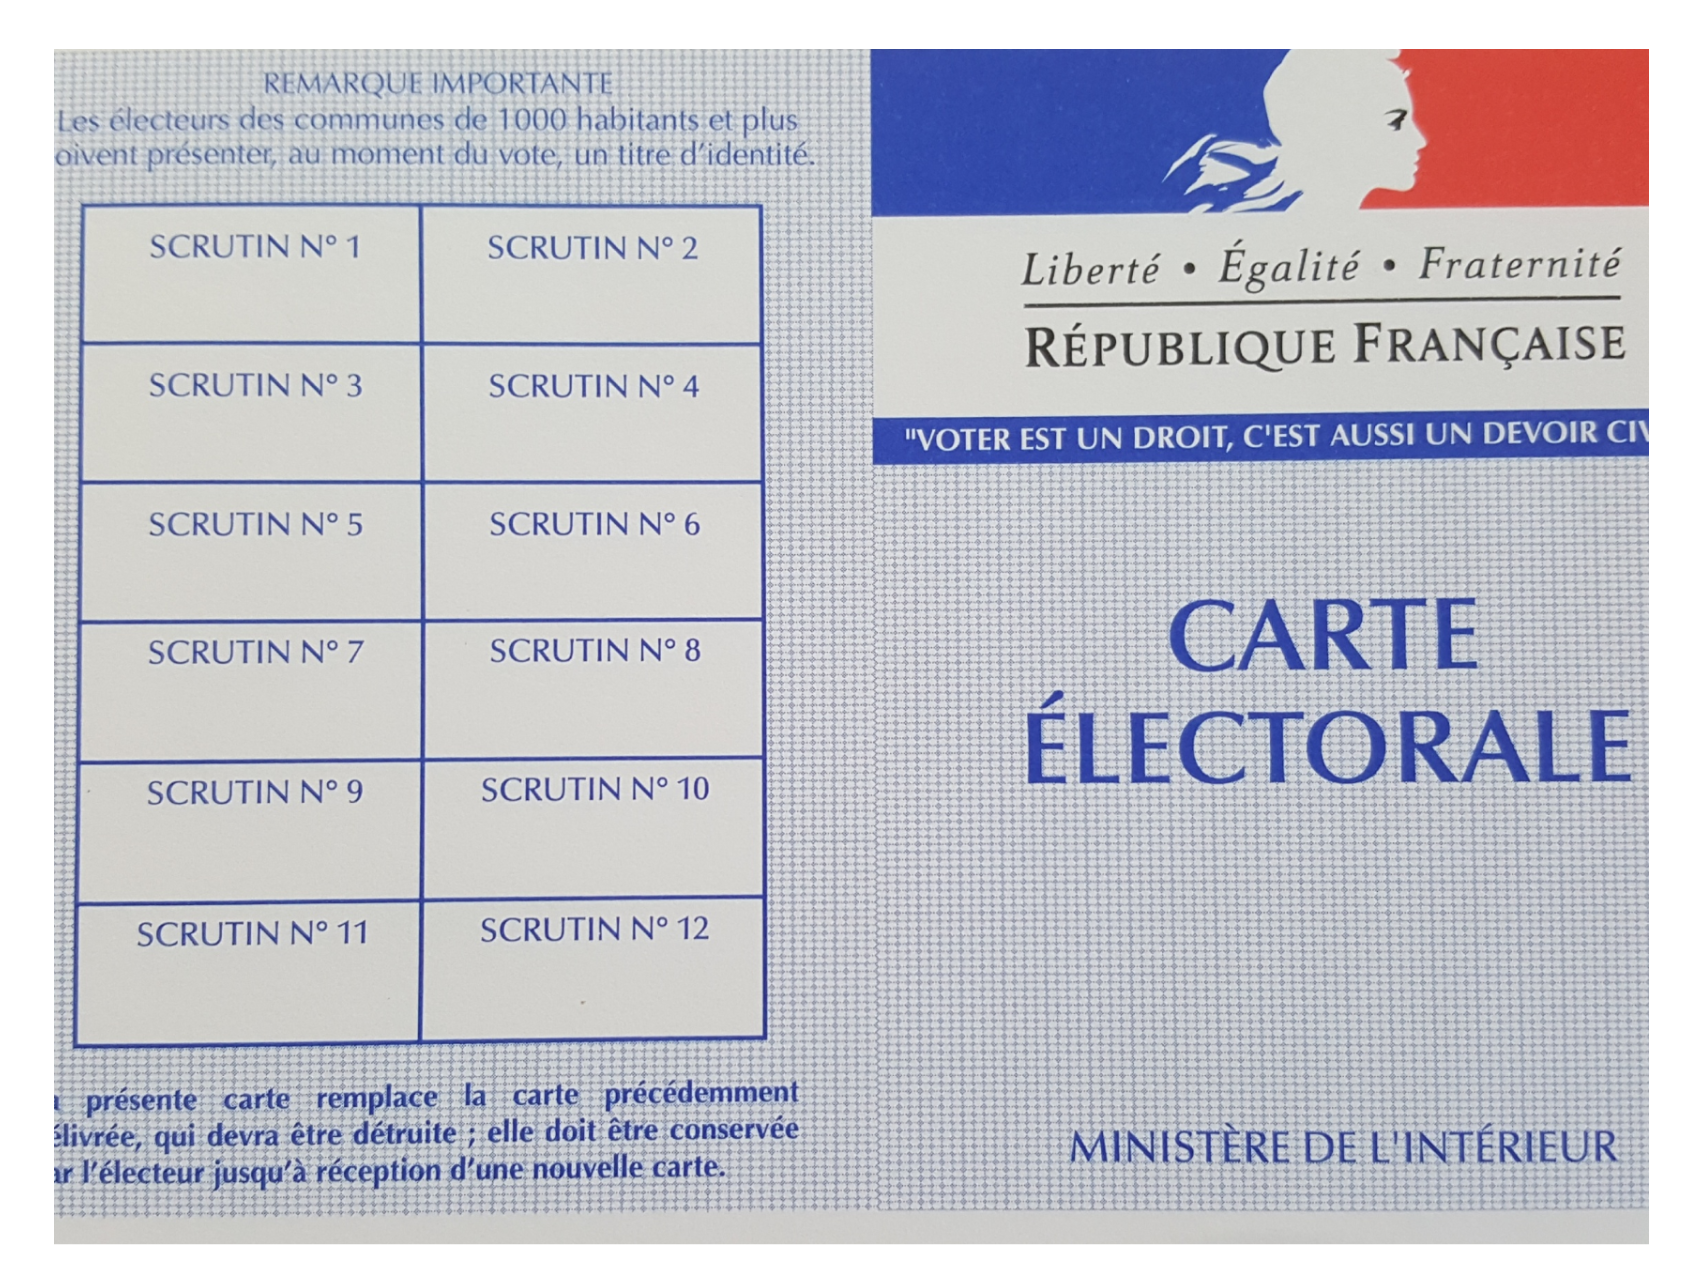 REMARQUE IMPORTANTE
Les électeurs des communes de 1000 habitants et plus
oivent présenter, au moment du vote, un titre d'identité.
SCRUTIN N° 1
SCRUTIN N° 2
SCRUTIN N° 3
SCRUTIN N° 4
SCRUTIN N° 5
SCRUTIN N° 6
SCRUTIN N° 7
SCRUTIN N° 8
SCRUTIN N° 9
SCRUTIN N° 10
SCRUTIN N° 11
SCRUTIN N° 12
présente carte remplace la carte précédemment
élivrée, qui devra être détruite ; elle doit être conservée
ar l'électeur jusqu'à réception d'une nouvelle carte.
Liberté • Égalité • Fraternité
RÉPUBLIQUE FRANÇAISE
"VOTER EST UN DROIT, C'EST AUSSI UN DEVOIR CIV
CARTE
ÉLECTORALE
MINISTÈRE DE L'INTÉRIEUR